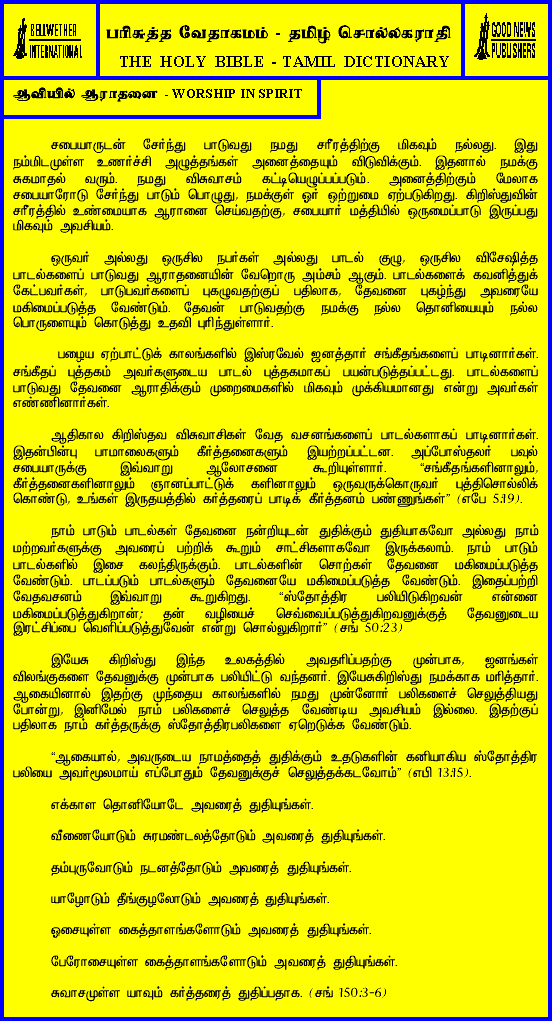 BELLWETHER
INTERNATIONAL
பரிசுத்த வேதாகமம் - தமிழ் சொல்லகராதி
THE HOLY BIBLE - TAMIL DICTIONARY
GOOD NEWS
PUBLISHERS
ஆவியில் ஆராதனை - WORSHIP IN SPIRIT
சபையாருடன் சேர்ந்து பாடுவது நமது சரீரத்திற்கு மிகவும் நல்லது. இது
நம்மிடமுள்ள உணர்ச்சி அழுத்தங்கள் அனைத்தையும் விடுவிக்கும். இதனால் நமக்கு
சுகமாதல் வரும். நமது விசுவாசம் கட்டியெழுப்பப்படும். அனைத்திற்கும் மேலாக
சபையாரோடு சேர்ந்து பாடும் பொழுது, நமக்குள் ஓர் ஒற்றுமை ஏற்படுகிறது. கிறிஸ்துவின்
சரீரத்தில் உண்மையாக ஆரானை செய்வதற்கு, சபையார் மத்தியில் ஒருமைப்பாடு இருப்பது
மிகவும் அவசியம்.
ஒருவர் அல்லது ஒருசில நபர்கள் அல்லது பாடல் குழு, ஒருசில விசேஷித்த
பாடல்களைப் பாடுவது ஆராதனையின் வேறொரு அம்சம் ஆகும். பாடல்களைக் கவனித்துக்
கேட்பவர்கள், பாடுபவர்களைப் புகழுவதற்குப் பதிலாக, தேவனை புகழ்ந்து அவரையே
மகிமைப்படுத்த வேண்டும். தேவன் பாடுவதற்கு நமக்கு நல்ல தொனியையும் நல்ல
பொருளையும் கொடுத்து உதவி புரிந்துள்ளார்.
பழைய ஏற்பாட்டுக் காலங்களில் இஸ்ரவேல் ஜனத்தார் சங்கீதங்களைப் பாடினார்கள்.
சங்கீதப் புத்தகம் அவர்களுடைய பாடல் புத்தகமாகப் பயன்படுத்தப்பட்டது. பாடல்களைப்
பாடுவது தேவனை ஆராதிக்கும் முறைமைகளில் மிகவும் முக்கியமானது என்று அவர்கள்
எண்ணினார்கள்.
ஆதிகால கிறிஸ்தவ விசுவாசிகள் வேத வசனங்களைப் பாடல்களாகப் பாடினார்கள்.
இதன்பின்பு பாமாலைகளும் கீர்த்தனைகளும் இயற்றப்பட்டன. அப்போஸ்தலர் பவுல்
சபையாருக்கு இவ்வாறு ஆலோசனை கூறியுள்ளார். “சங்கீதங்களினாலும்,
கீர்த்தனைகளினாலும் ஞானப்பாட்டுக் களினாலும் ஒருவருக்கொருவர் புத்திசொல்லிக்
கொண்டு, உங்கள் இருதயத்தில் கர்த்தரைப் பாடிக் கீர்த்தனம் பண்ணுங்கள்” (எபே 5:19).
நாம் பாடும் பாடல்கள் தேவனை நன்றியுடன் துதிக்கும் துதியாகவோ அல்லது நாம்
மற்றவர்களுக்கு அவரைப் பற்றிக் கூறும் சாட்சிகளாகவோ இருக்கலாம். நாம் பாடும்
பாடல்களில் இசை கலந்திருக்கும். பாடல்களின் சொற்கள் தேவனை மகிமைப்படுத்த
வேண்டும். பாடப்படும் பாடல்களும் தேவனையே மகிமைப்படுத்த வேண்டும். இதைப்பற்றி
வேதவசனம் இவ்வாறு கூறுகிறது. “ஸ்தோத்திர பலியிடுகிறவன் என்னை
மகிமைப்படுத்துகிறான்; தன் வழியைச் செவ்வைப்படுத்துகிறவனுக்குத் தேவனுடைய
இரட்சிப்பை வெளிப்படுத்துவேன் என்று சொல்லுகிறார்” (சங் 50:23)
இயேசு கிறிஸ்து இந்த உலகத்தில் அவதரிப்பதற்கு முன்பாக, ஜனங்கள்
விலங்குகளை தேவனுக்கு முன்பாக பலியிட்டு வந்தனர். இயேசுகிறிஸ்து நமக்காக மரித்தார்.
ஆகையினால் இதற்கு முந்தைய காலங்களில் நமது முன்னோர் பலிகளைச் செலுத்தியது
போன்று, இனிமேல் நாம் பலிகளைச் செலுத்த வேண்டிய அவசியம் இல்லை. இதற்குப்
பதிலாக நாம் கர்த்தருக்கு ஸ்தோத்திரபலிகளை ஏறெடுக்க வேண்டும்.
“ஆகையால், அவருடைய நாமத்தைத் துதிக்கும் உதடுகளின் கனியாகிய ஸ்தோத்திர
பலியை அவர்மூலமாய் எப்போதும் தேவனுக்குச் செலுத்தக்கடவோம்” (எபி 13:15).
எக்காள தொனியோடே அவரைத் துதியுங்கள்.
வீணையோடும் சுரமண்டலத்தோடும் அவரைத் துதியுங்கள்.
தம்புருவோடும் நடனத்தோடும் அவரைத் துதியுங்கள்.
யாழோடும் தீங்குழலோடும் அவரைத் துதியுங்கள்.
ஓசையுள்ள கைத்தாளங்களோடும் அவரைத் துதியுங்கள்.
பேரோசையுள்ள கைத்தாளங்களோடும் அவரைத் துதியுங்கள்.
சுவாசமுள்ள யாவும் கர்த்தரைத் துதிப்பதாக. (சங் 150:3-6)